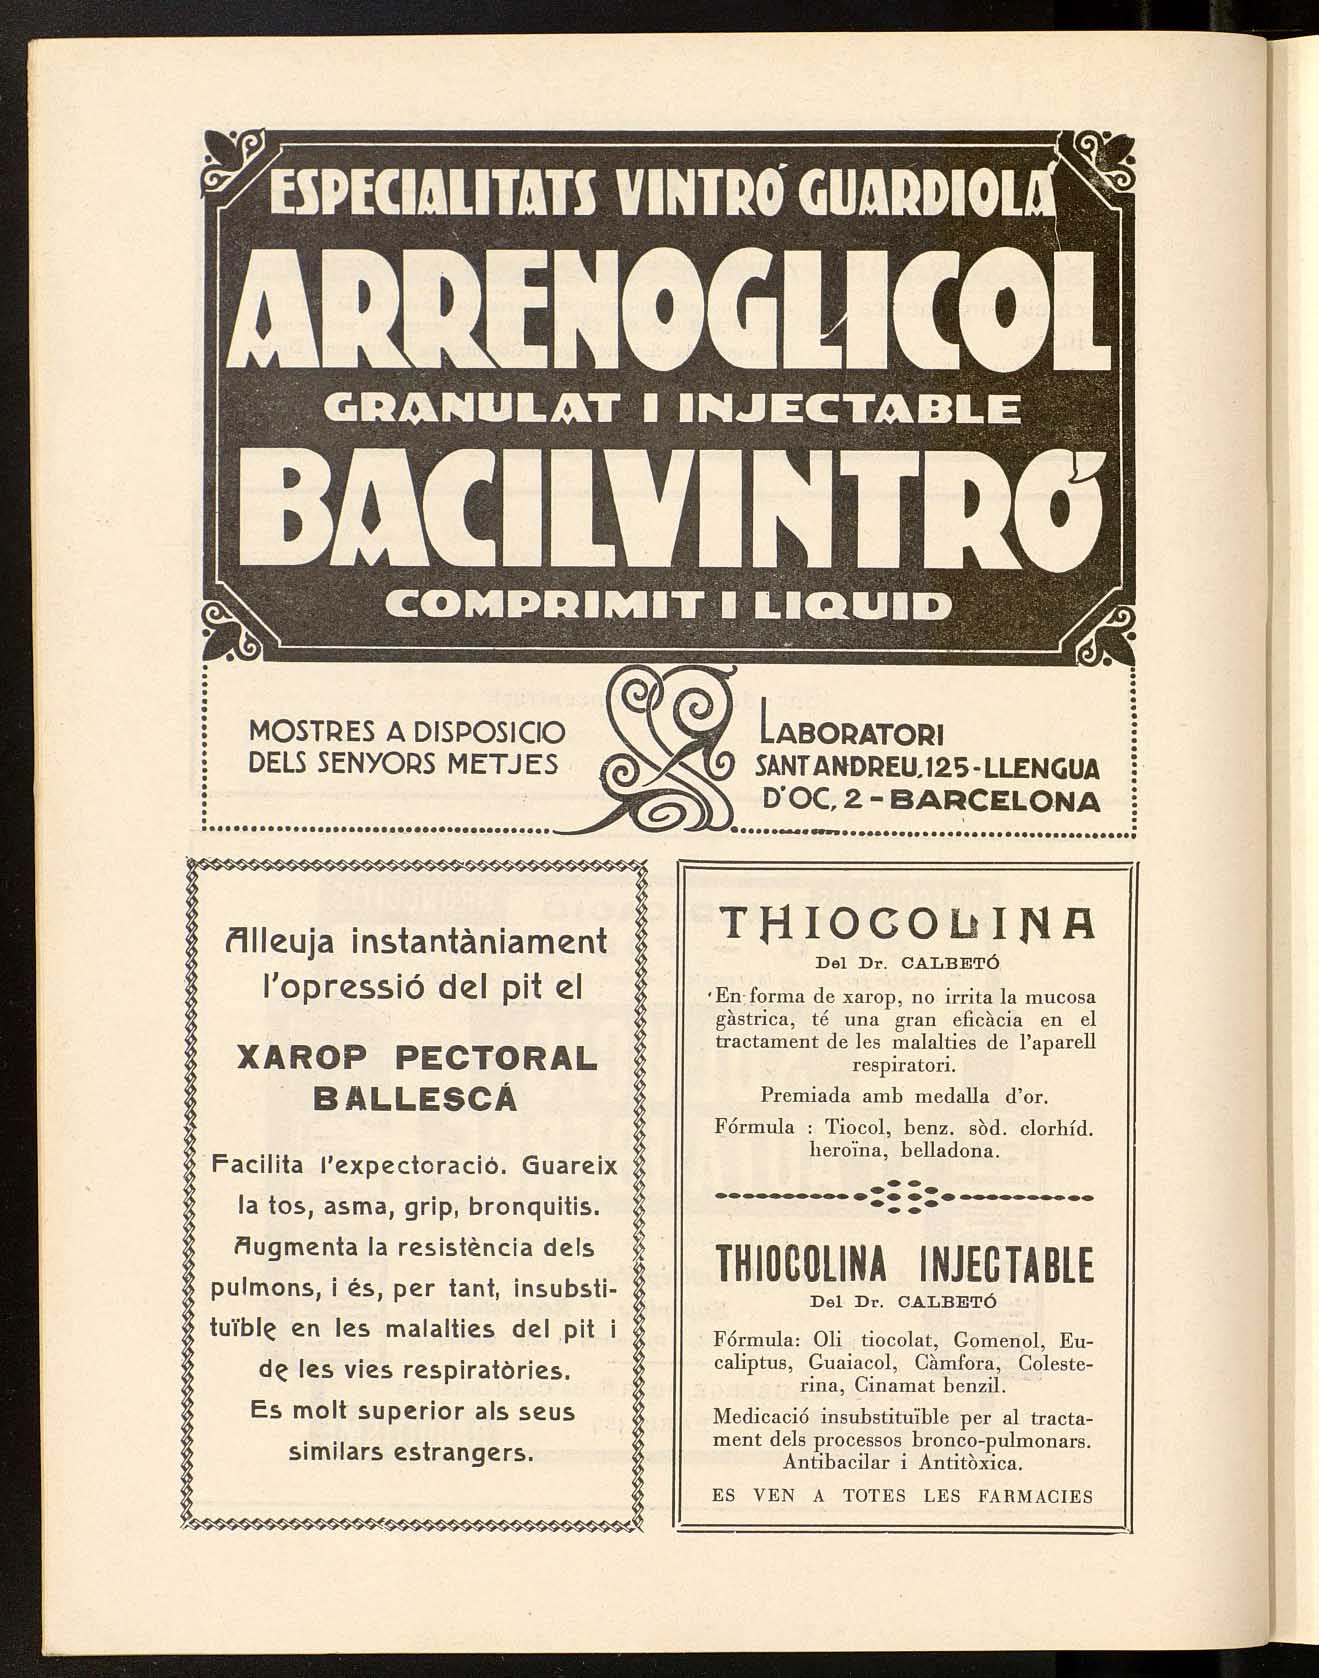 ESPECIALITATS VINTRÓ GUARDIOLA
ARRENOGLICOL
GRANULAT I INJECTABLE
BACILVINTRÓ
COMPRIMIT I LIQUID
MOSTRES A DISPOSICIO
DELS SENYORS METJES
LABORATORI
SANT ANDREU, 125-LLENGUA
D'OC, 2 - BARCELONA
Alleuja instantàniament
l'opressió del pit el
XAROP PECTORAL
BALLESCÁ
Facilita l'expectoració. Guareix
la tos, asma, grip, bronquitis.
Augmenta la resistència dels
pulmons, i és, per tant, insubsti-
tuïble en les malalties del pit i
de les vies respiratòries.
Es molt superior als seus
similars estrangers.
THIOCOLINA
Del Dr. CALBETÓ
En forma de xarop, no irrita la mucosa
gàstrica, té una gran eficàcia en el
tractament de les malalties de l'aparell
respiratori.
Premiada amb medalla d'or.
Fórmula : Tiocol, benz. sòd. clorhíd.
heroïna, belladona.
THIOCOLINA INJECTABLE
Del Dr. CALBETÓ
Fórmula: Oli tiocolat, Gomenol, Eu-
caliptus, Guaiacol, Càmfora, Coleste-
rina, Cinamat benzil.
Medicació insubstituïble per al tracta-
ment dels processos bronco-pulmonars.
Antibacilar i Antitòxica.
ES VEN A TOTES LES FARMACIES